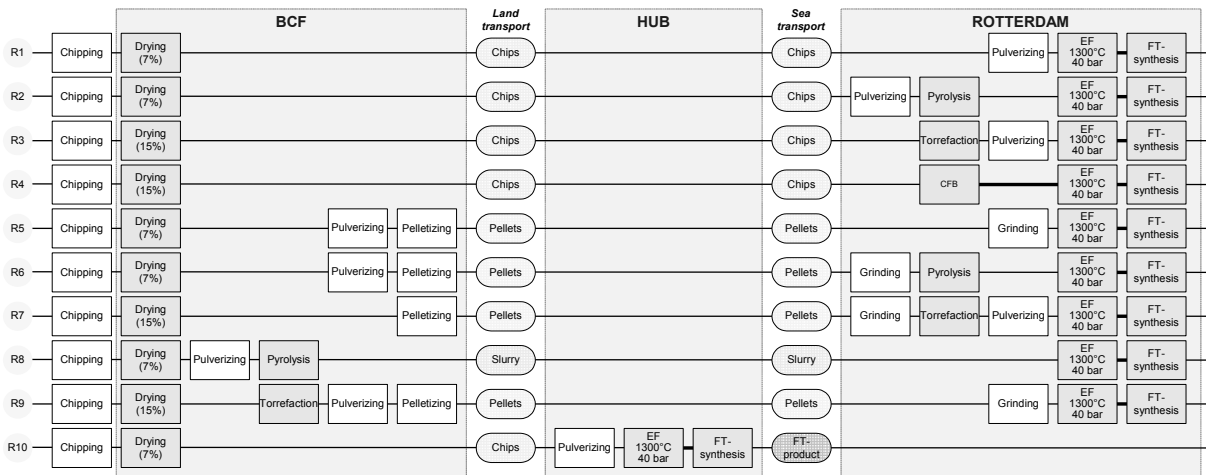 BCF
Land
transport
HUB
Sea
transport
ROTTERDAM
R1
Chipping
Drying
(7%)
Chips
Chips
Pulverizing
EF
1300°C
40 bar
FT-
synthesis
R2
Chipping
Drying
(7%)
Chips
Chips
Pulverizing
Pyrolysis
EF
1300°C
40 bar
FT-
synthesis
R3
Chipping
Drying
(15%)
Chips
Chips
Torrefaction
Pulverizing
EF
1300°C
40 bar
FT-
synthesis
R4
Chipping
Drying
(15%)
Chips
Chips
CFB
EF
1300°C
40 bar
FT-
synthesis
R5
Chipping
Drying
(7%)
Pulverizing
Pelletizing
Pellets
Pellets
Grinding
EF
1300°C
40 bar
FT-
synthesis
R6
Chipping
Drying
(7%)
Pulverizing
Pelletizing
Pellets
Pellets
Grinding
Pyrolysis
EF
1300°C
40 bar
FT-
synthesis
R7
Chipping
Drying
(15%)
Pelletizing
Pellets
Pellets
Grinding
Torrefaction
Pulverizing
EF
1300°C
40 bar
FT-
synthesis
R8
Chipping
Drying
(7%)
Pulverizing
Pyrolysis
Slurry
Slurry
EF
1300°C
40 bar
FT-
synthesis
R9
Chipping
Drying
(15%)
Torrefaction
Pulverizing
Pelletizing
Pellets
Pellets
Grinding
EF
1300°C
40 bar
FT-
synthesis
R10
Chipping
Drying
(7%)
Chips
Pulverizing
EF
1300°C
40 bar
FT-
synthesis
FT-
product